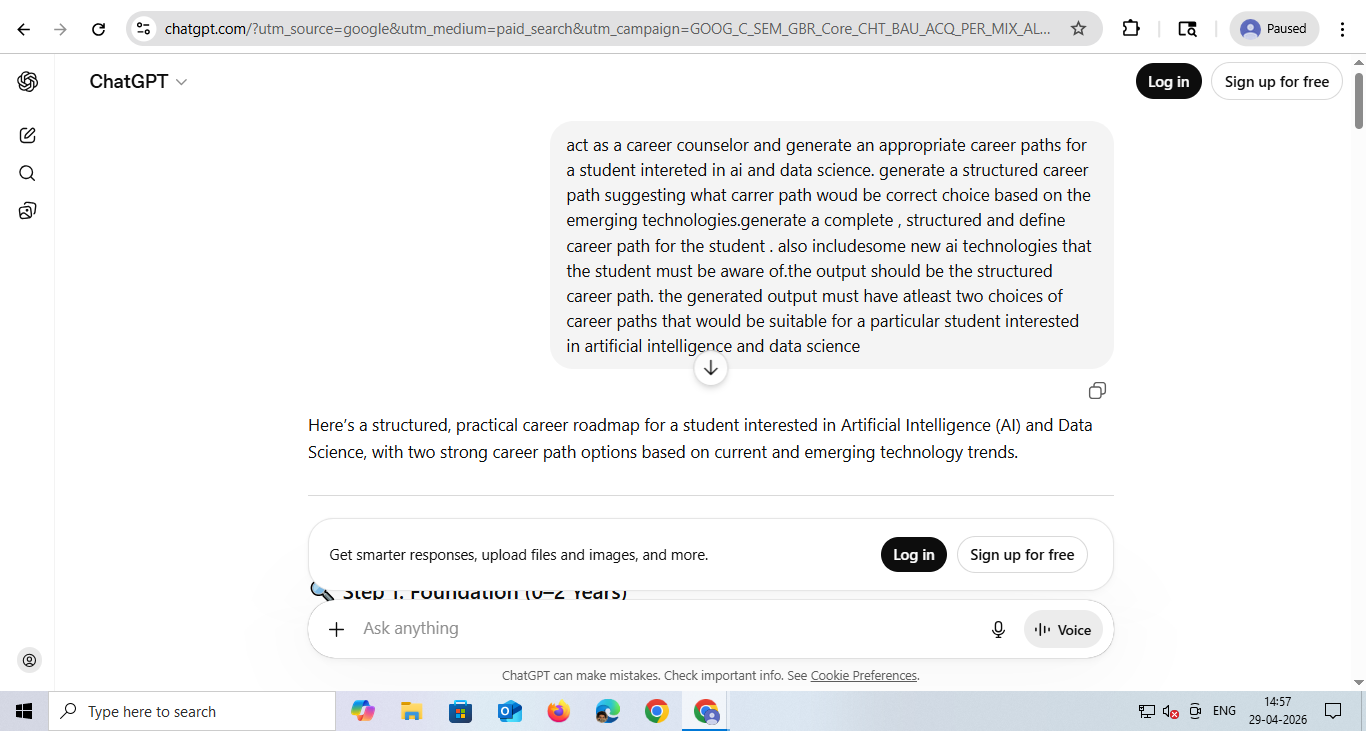 chatgpt.com/?utm_source=google&utm_medium=paid_search&utm_campaign=GOOG_C_SEM_GBR_Core_CHT_BAU_ACQ_PER_MIX_AL...
Paused
ChatGPT
Log in
Sign up for free
act as a career counselor and generate an appropriate career paths for
a student intereted in ai and data science. generate a structured career
path suggesting what carrer path woud be correct choice based on the
emerging technologies.generate a complete , structured and define
career path for the student . also includesome new ai technologies that
the student must be aware of.the output should be the structured
career path. the generated output must have atleast two choices of
career paths that would be suitable for a particular student interested
in artificial intelligence and data science
Here’s a structured, practical career roadmap for a student interested in Artificial Intelligence (AI) and Data
Science, with two strong career path options based on current and emerging technology trends.
Get smarter responses, upload files and images, and more.
Log in
Sign up for free
Step 1: Foundation (0–2 Years)
Ask anything
Voice
ChatGPT can make mistakes. Check important info. See Cookie Preferences.
Type here to search
ENG
14:57
29-04-2026